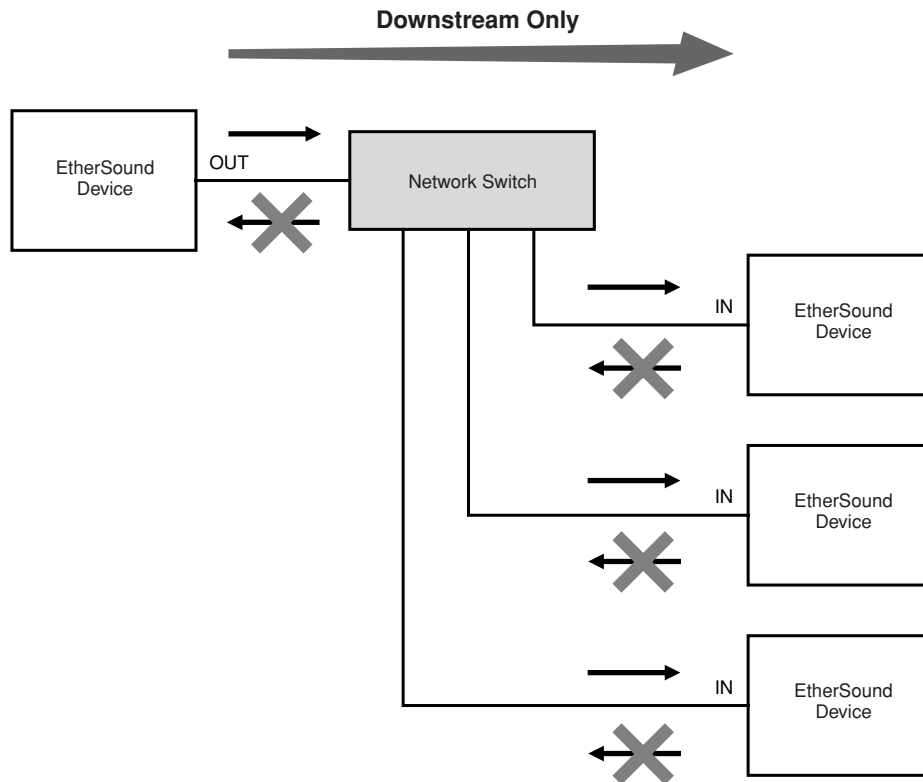 Downstream Only
EtherSound
Device
OUT
Network Switch
IN
EtherSound
Device
IN
EtherSound
Device
IN
EtherSound
Device